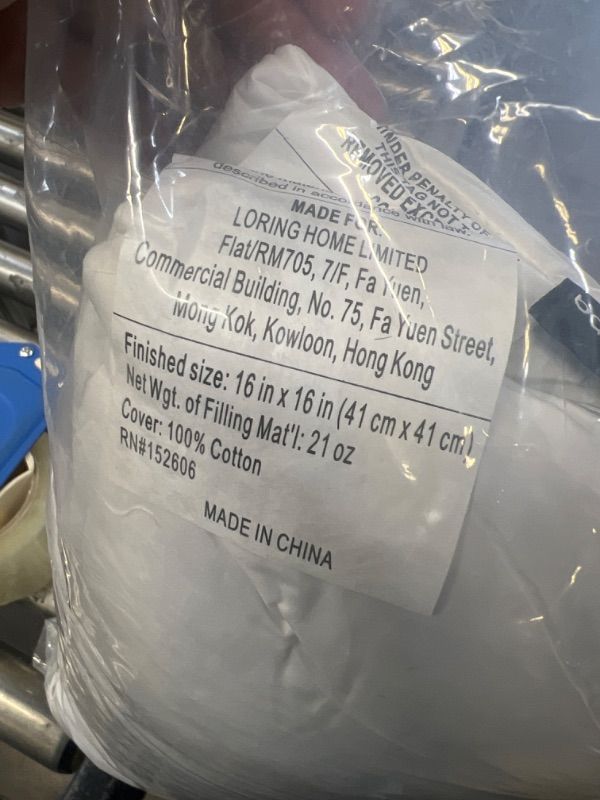 UNDER PENALTY OF
THIS TAG NOT
REMOVED EXC
described in accordance with law.
MADE FOR:
LORING HOME LIMITED
Flat/RM705, 7/F, Fa Yuen,
Commercial Building, No. 75, Fa Yuen Street,
Mong Kok, Kowloon, Hong Kong
Finished size: 16 in x 16 in (41 cm x 41 cm)
Net Wgt. of Filling Mat'l: 21 oz
Cover: 100% Cotton
RN#152606
MADE IN CHINA